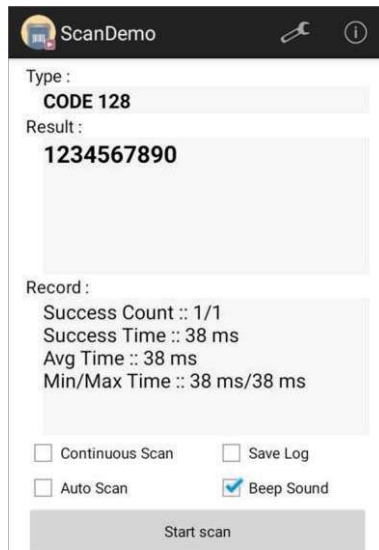 ScanDemo
Type :
CODE 128
Result :
1234567890
Record :
Success Count :: 1/1
Success Time :: 38 ms
Avg Time :: 38 ms
Min/Max Time :: 38 ms/38 ms
Continuous Scan Save Log
Auto Scan Beep Sound
Start scan